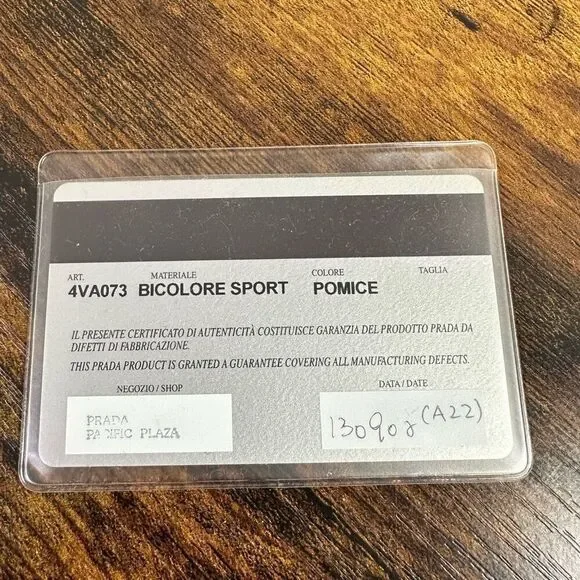 ART. MATERIALE COLORE TAGLIA
4VA073 BICOLORE SPORT POMICE
IL PRESENTE CERTIFICATO DI AUTENTICITÀ COSTITUISCE GARANZIA DEL PRODOTTO PRADA DA
DIFETTI DI FABBRICAZIONE.
THIS PRADA PRODUCT IS GRANTED A GUARANTEE COVERING ALL MANUFACTURING DEFECTS.
NEGOZIO / SHOP DATA / DATE
PRADA
PACIFIC PLAZA
(A22)